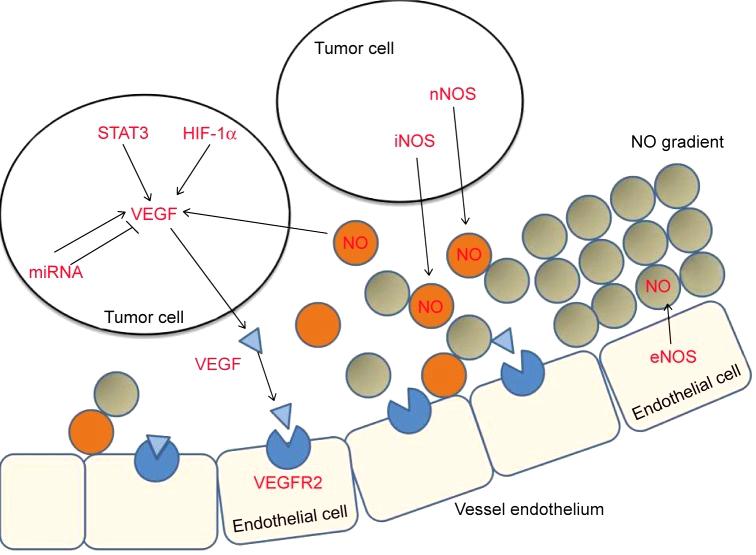 Tumor cell
nNOS
iNOS
NO gradient
STAT3
HIF-1α
VEGF
miRNA
Tumor cell
NO
NO
NO
NO
VEGF
eNOS
Endothelial cell
VEGFR2
Endothelial cell
Vessel endothelium